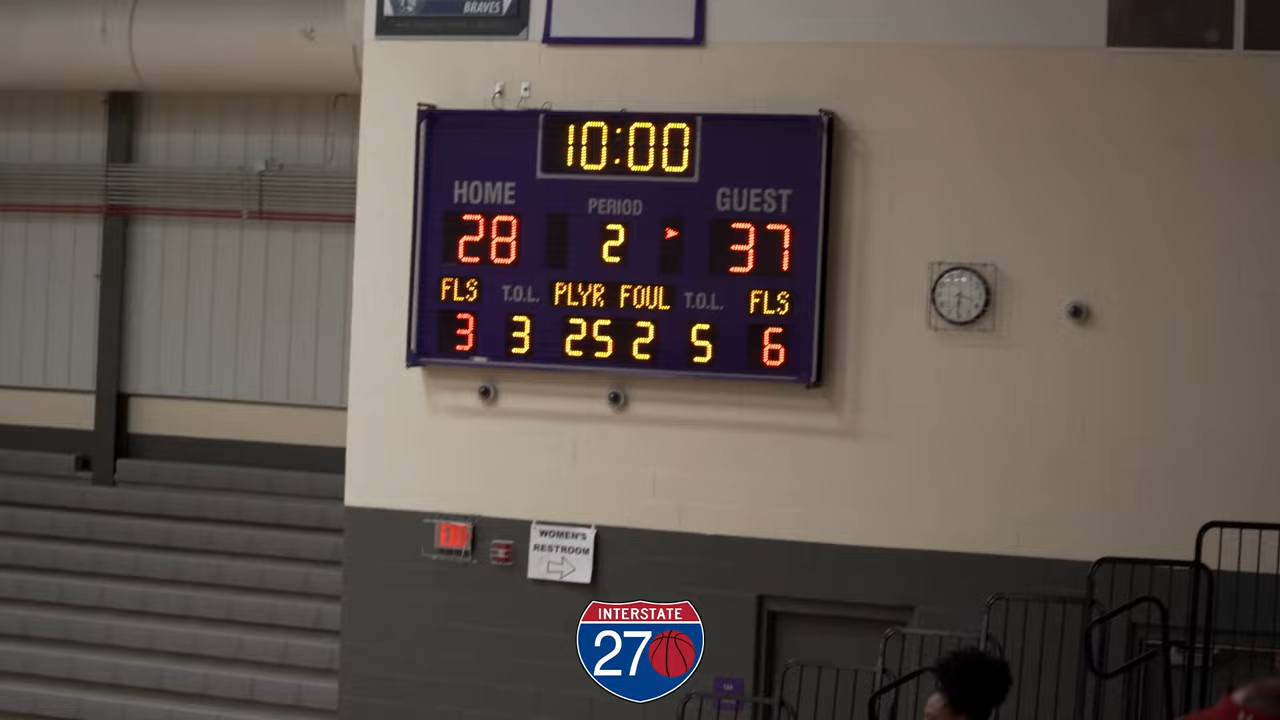 BRAVES
10:00
HOME
PERIOD
GUEST
28
2
37
FLS
T.O.L.
PLYR FOUL
T.O.L.
FLS
3
3
25 2
5
6
EXIT
WOMEN'S
RESTROOM
INTERSTATE
27